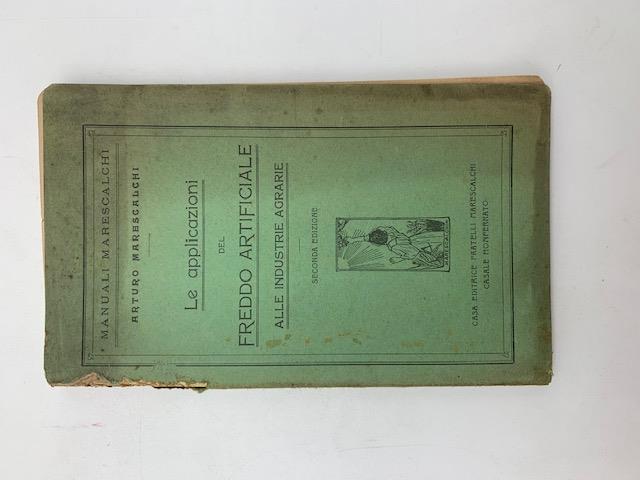 MANUALI MARESCALCHI
ARTURO MARESCALCHI
Le applicazioni
DEL
FREDDO ARTIFICIALE
ALLE INDUSTRIE AGRARIE
SECONDA EDIZIONE
CASA EDITRICE FRATELLI MARESCALCHI
CASALE MONFERRATO